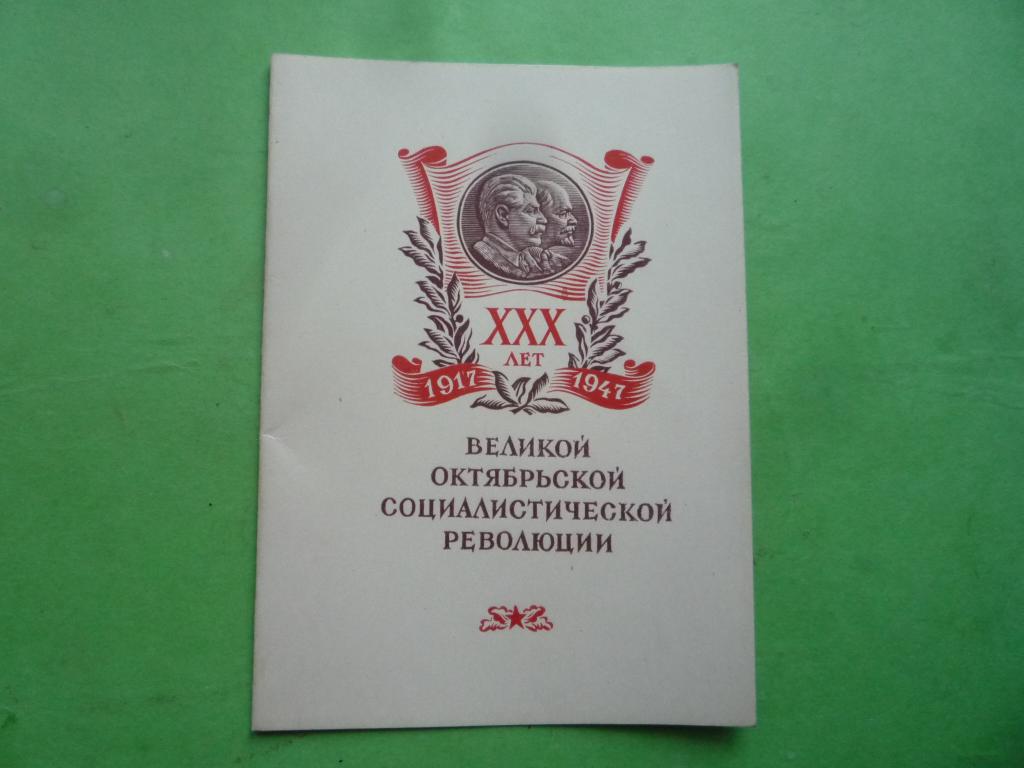 XXX
ЛЕТ
1917 1947
ВЕЛИКОЙ
ОКТЯБРЬСКОЙ
СОЦИАЛИСТИЧЕСКОЙ
РЕВОЛЮЦИИ